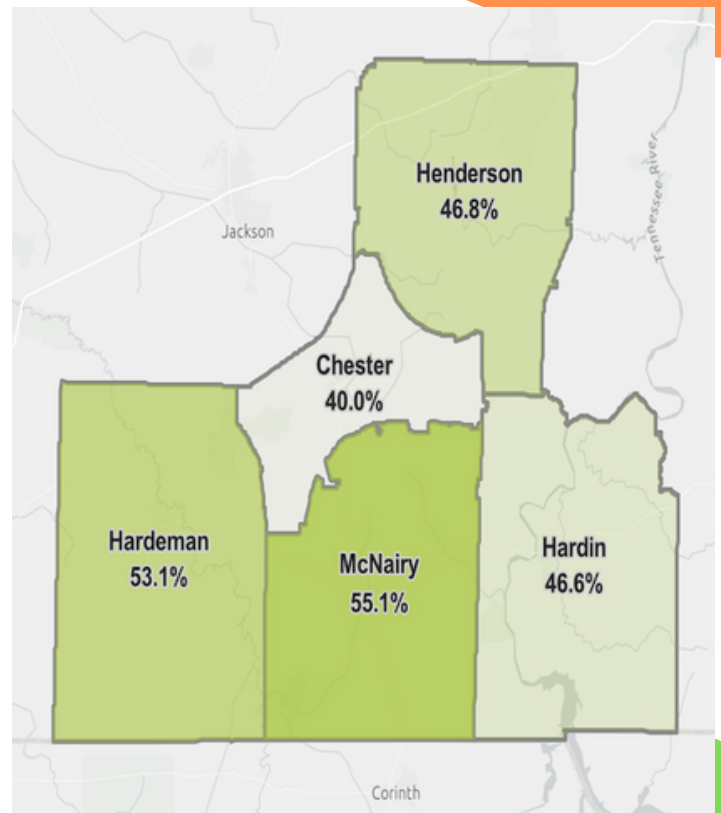 Henderson
46.8%
Tennessee River
Jackson
Chester
40.0%
Hardeman
53.1%
McNairy
55.1%
Hardin
46.6%
Corinth